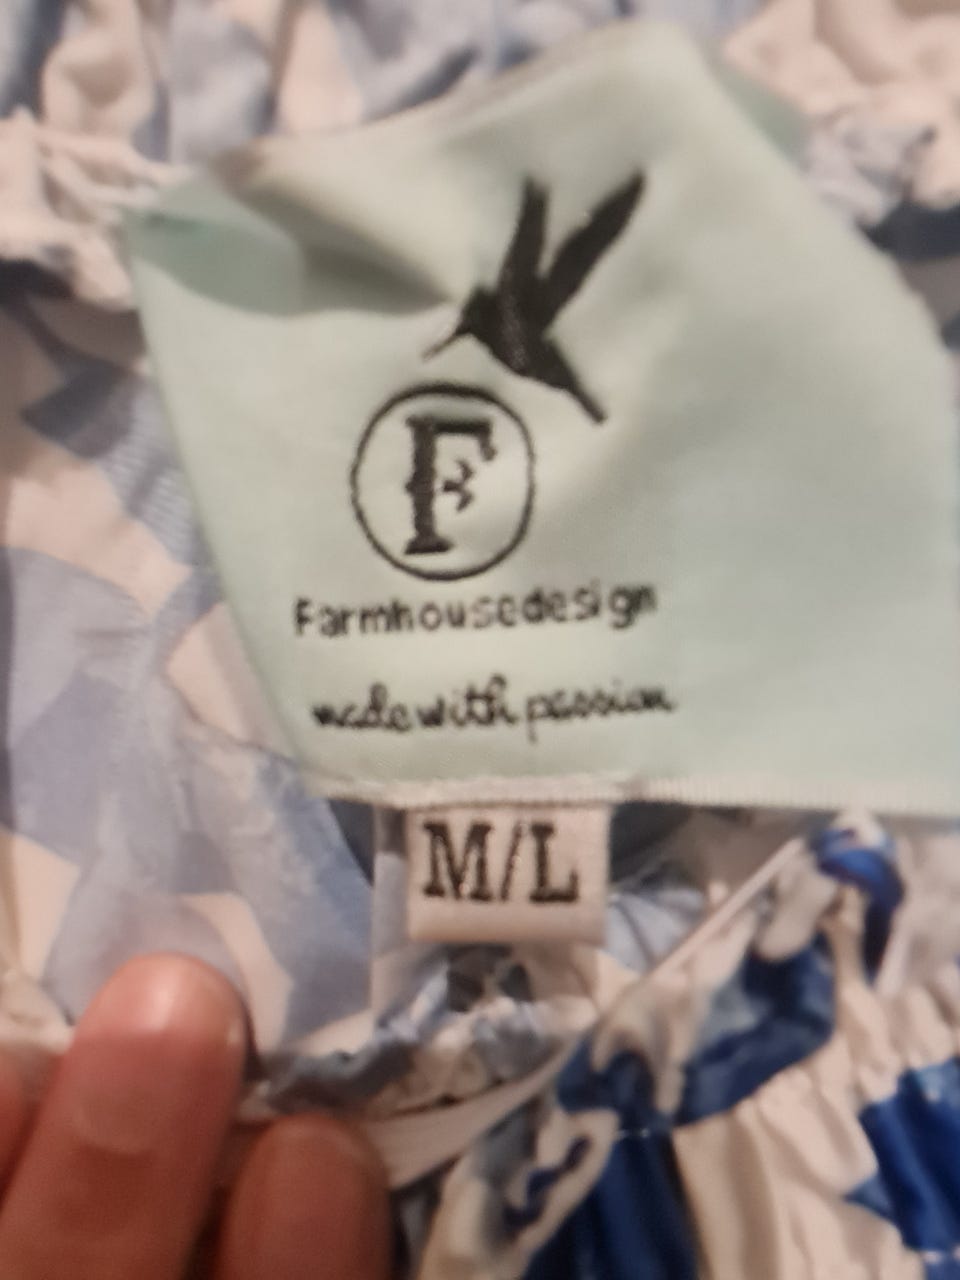 F
Farmhousedesign
made with passion
M/L